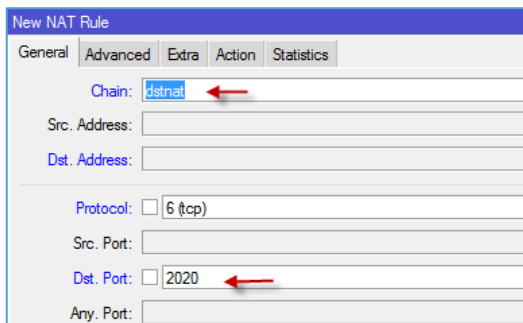 New NAT Rule
General Advanced Extra Action Statistics
Chain: dstnat
Src. Address:
Dst. Address:
Protocol: 6 (tcp)
Src. Port:
Dst. Port: 2020
Any. Port: